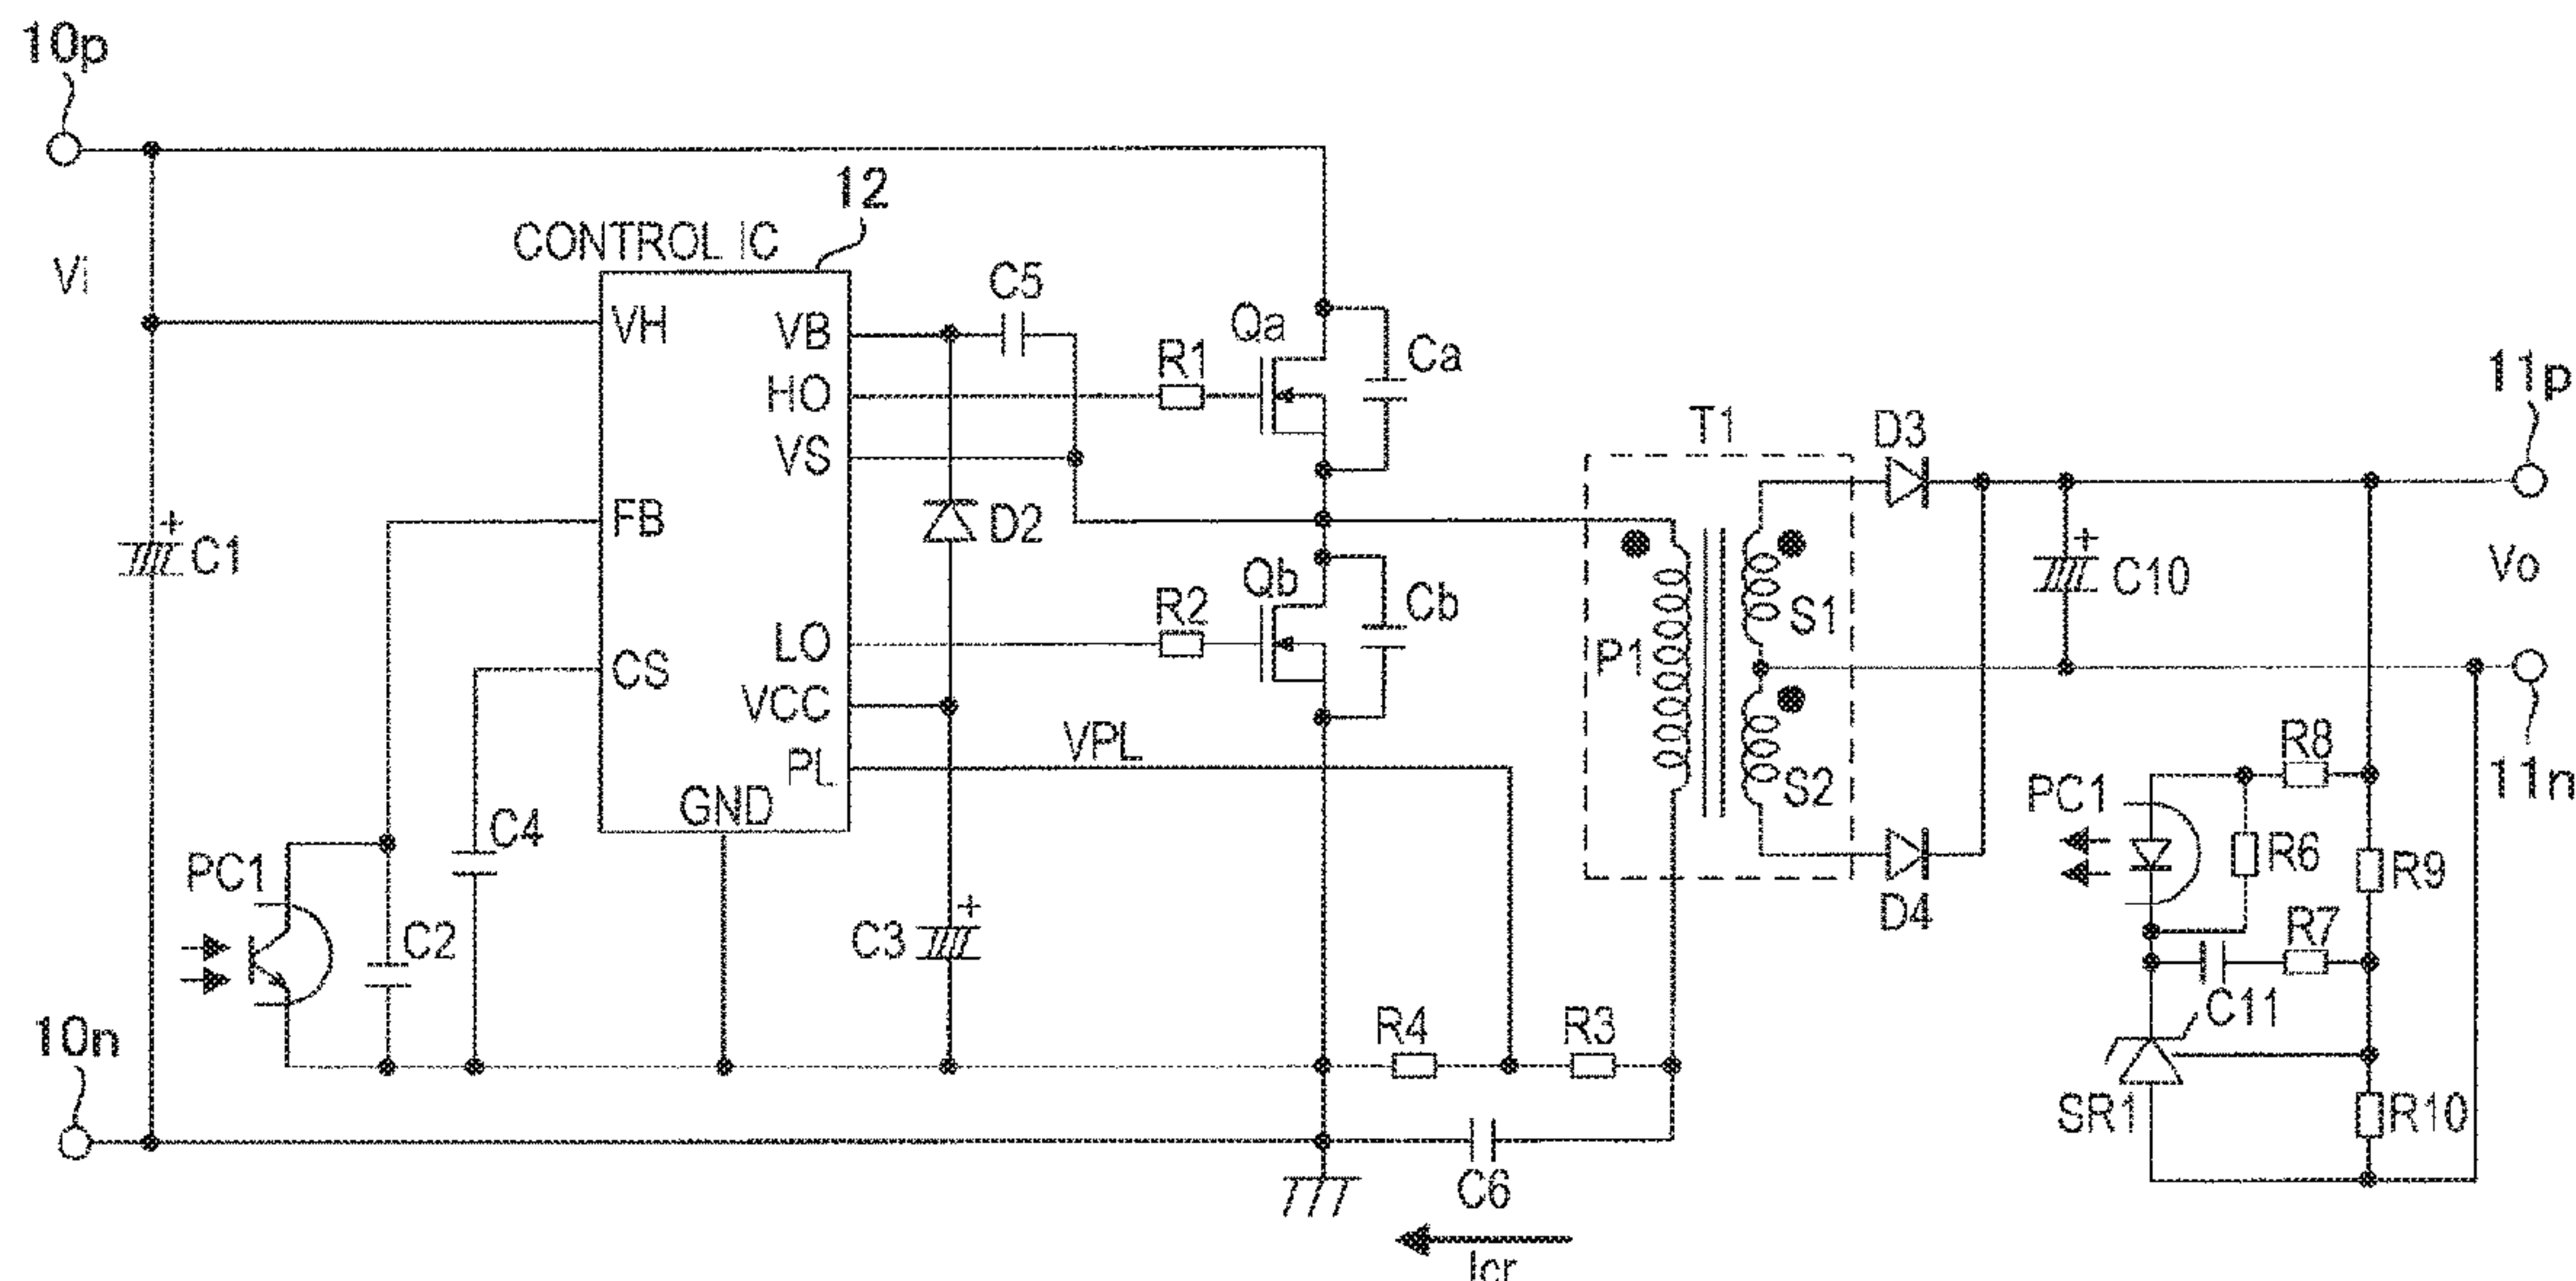 10p
12
CONTROL IC
Vi
C5
VH
VB
Qa
Ca
R1
HO
VS
11p
T1
D3
FB
+
C1
D2
Qb
Cb
R2
LO
CS
VCC
PL
VPL
GND
P1
S1
S2
+
C10
Vo
R8
PC1
11n
C4
PC1
R6
R9
D4
C2
C3
+
R7
C11
10n
R4
R3
SR1
R10
C6
Icr